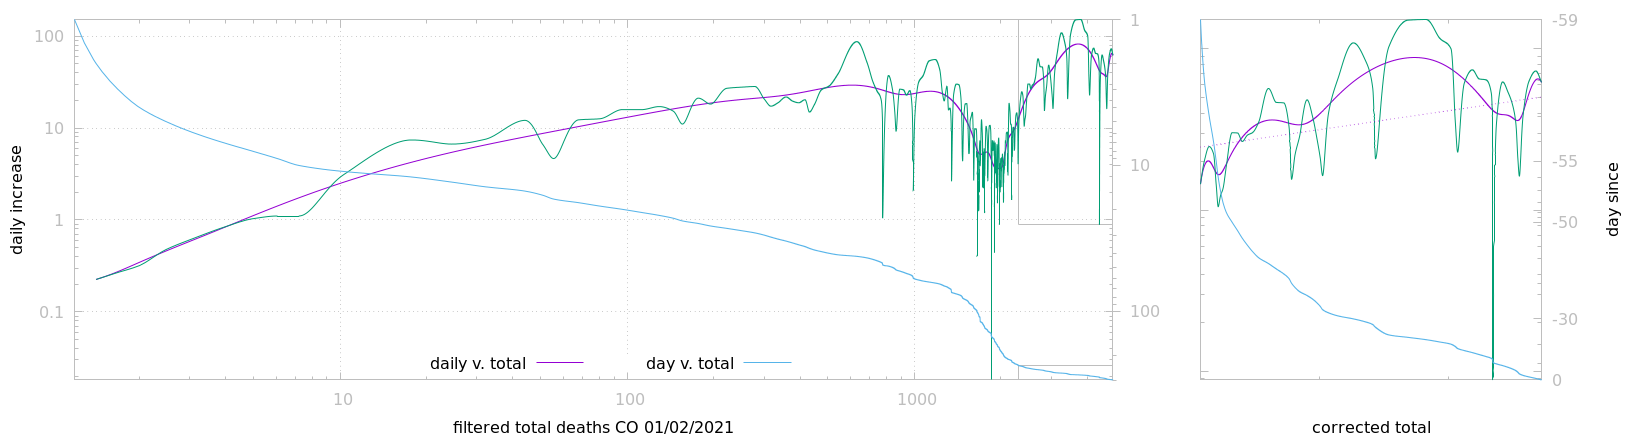 100
10
1
0.1
daily increase
daily v. total
day v. total
10
100
1000
filtered total deaths CO 01/02/2021
1
10
100
-59
-55
-50
-30
0
day since
corrected total